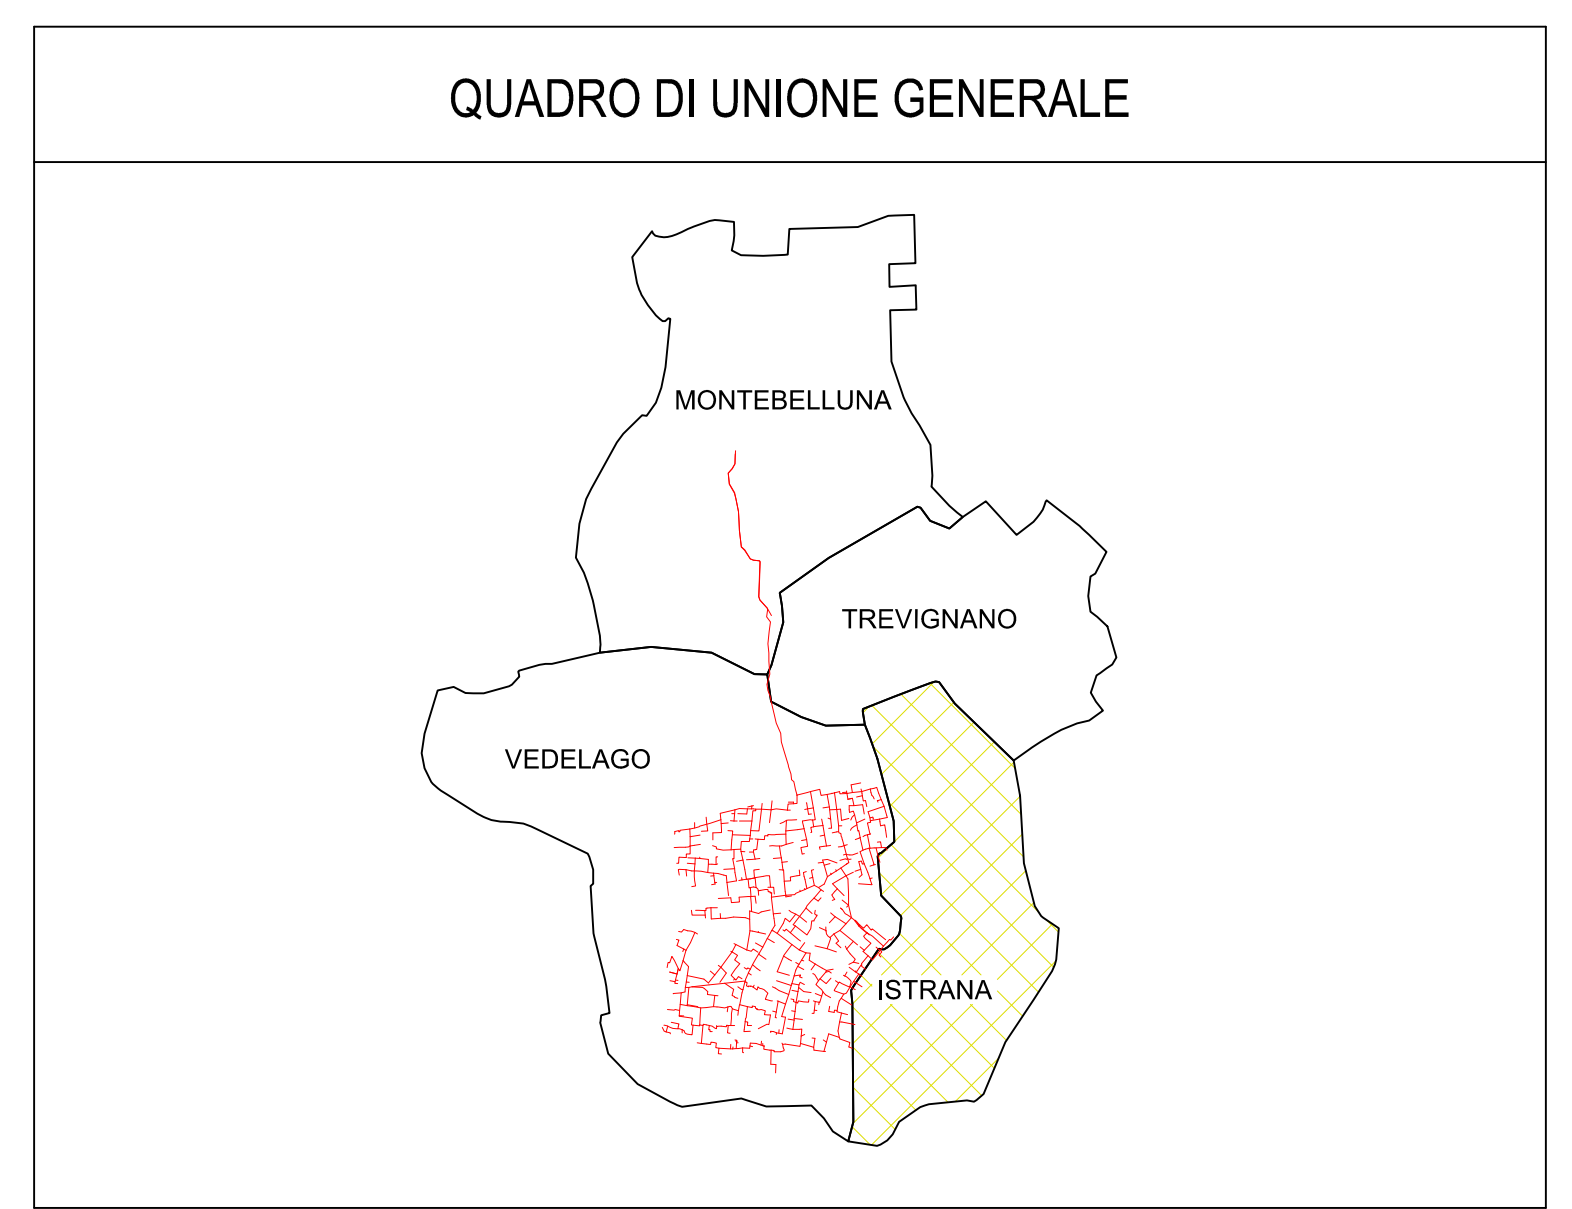 QUADRO DI UNIONE GENERALE
MONTEBELLUNA
TREVIGNANO
VEDELAGO
ISTRANA